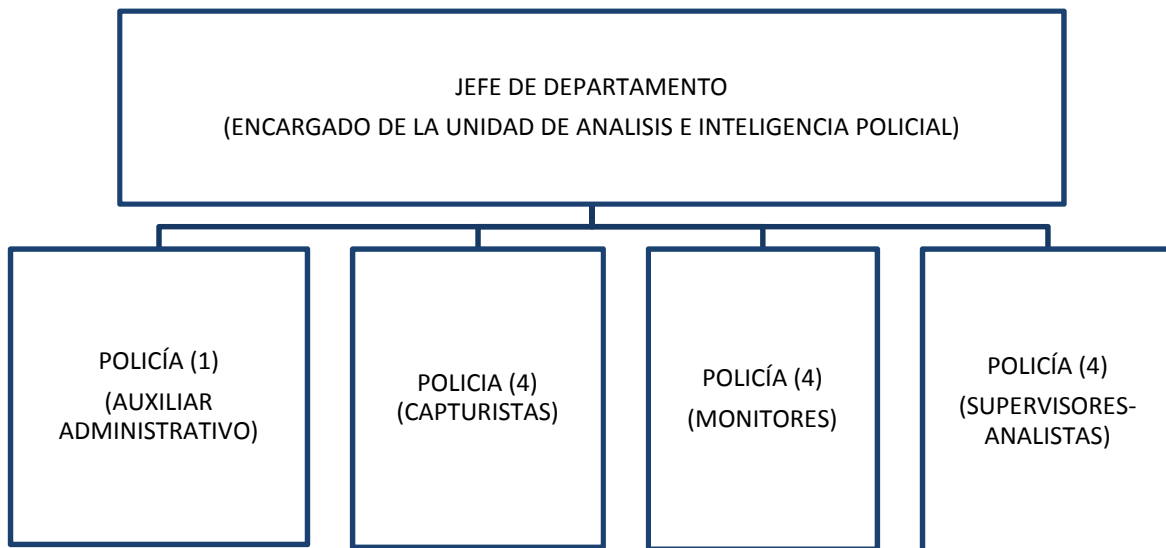 JEFE DE DEPARTAMENTO
(ENCARGADO DE LA UNIDAD DE ANALISIS E INTELIGENCIA POLICIAL)
POLICÍA (1)
(AUXILIAR
ADMINISTRATIVO)
POLICIA (4)
(CAPTURISTAS)
POLICÍA (4)
(MONITORES)
POLICÍA (4)
(SUPERVISORES-
ANALISTAS)